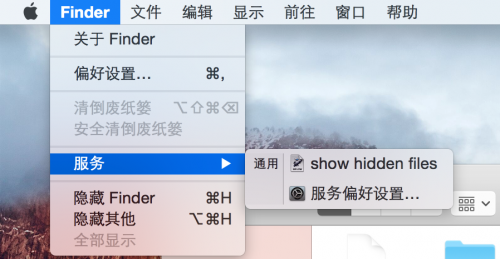 Finder 文件 编辑 显示 前往 窗口 帮助
关于 Finder
偏好设置… ⌘,
清倒废纸篓 ⌥⇧⌘⌫
安全清倒废纸篓
服务 ▶
通用 show hidden files
服务偏好设置…
隐藏 Finder ⌘H
隐藏其他 ⌥⌘H
全部显示